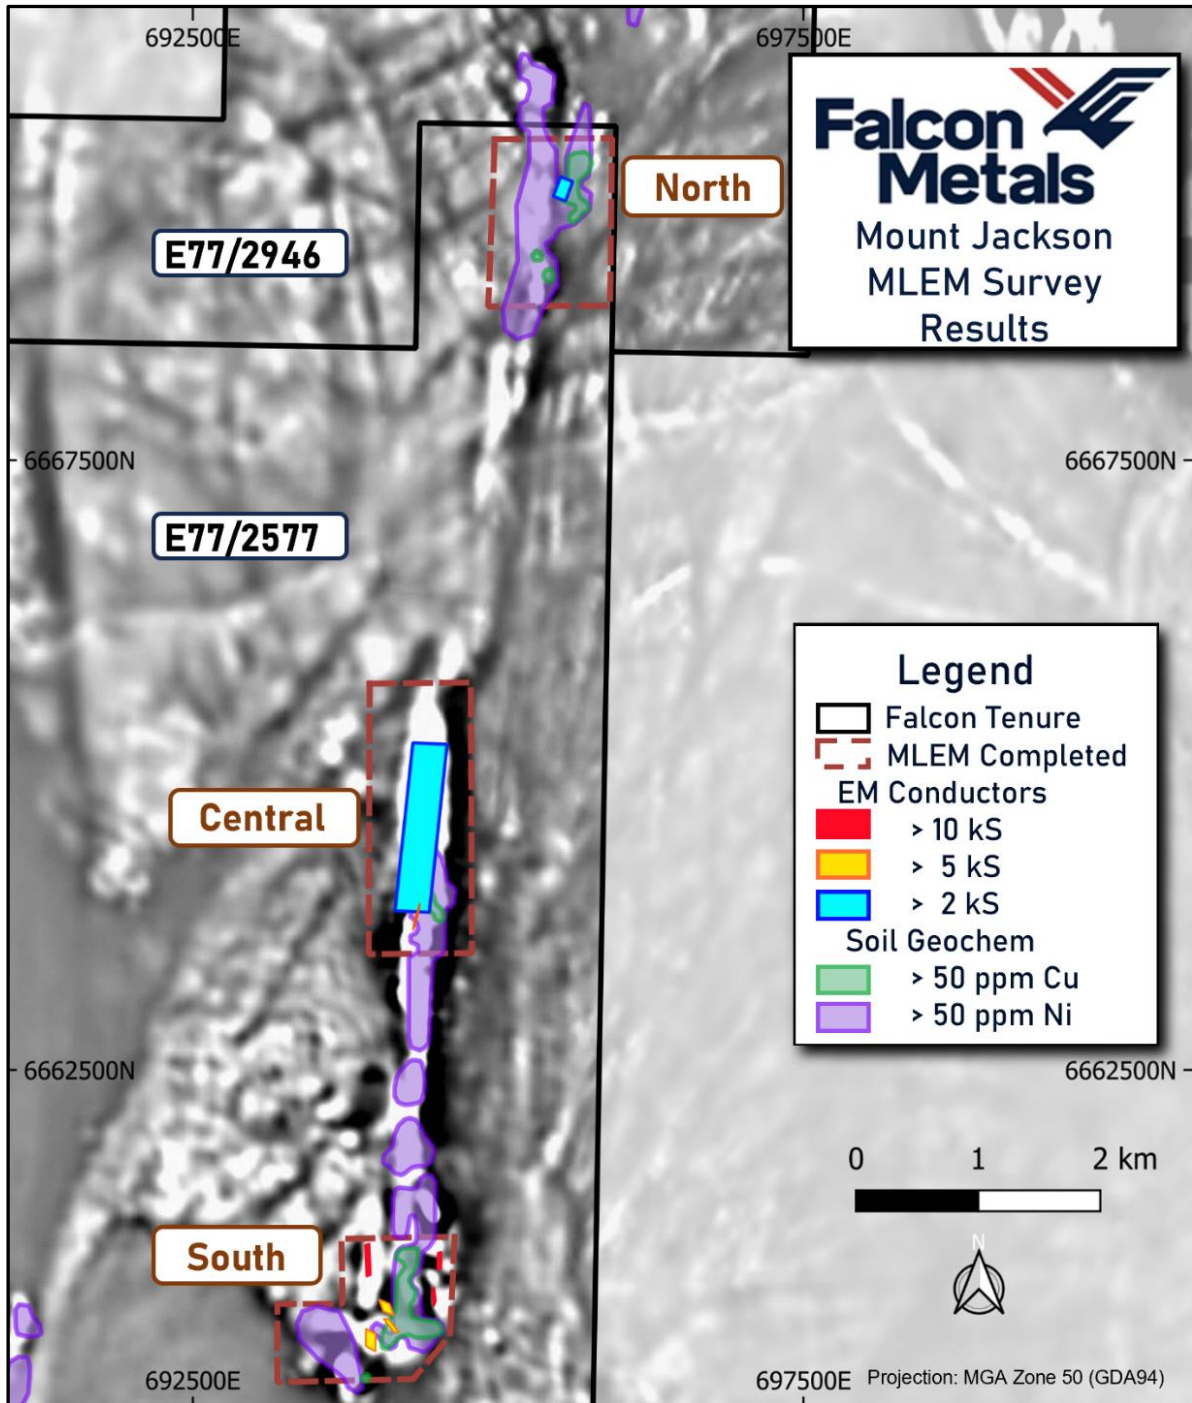 692500E
697500E
Falcon
Metals
Mount Jackson
MLEM Survey
Results
North
E77/2946
6667500N
6667500N
E77/2577
Legend
Falcon Tenure
MLEM Completed
EM Conductors
> 10 kS
> 5 kS
> 2 kS
Soil Geochem
> 50 ppm Cu
> 50 ppm Ni
Central
6662500N
6662500N
0 1 2 km
South
N
692500E
697500E
Projection: MGA Zone 50 (GDA94)